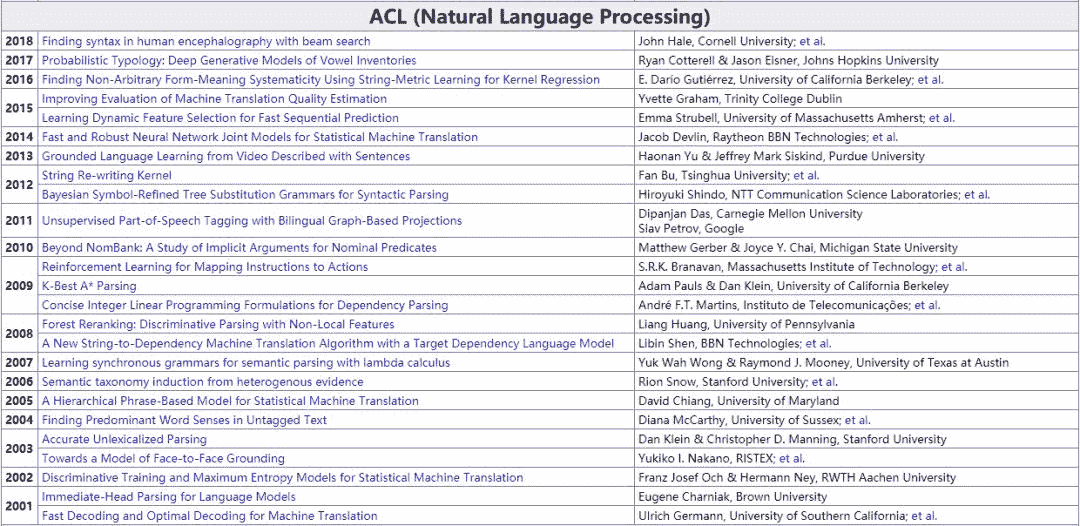 ACL (Natural Language Processing)
2018 Finding syntax in human encephalography with beam search John Hale, Cornell University; et al.
2017 Probabilistic Typology: Deep Generative Models of Vowel Inventories Ryan Cotterell & Jason Eisner, Johns Hopkins University
2016 Finding Non-Arbitrary Form-Meaning Systematicity Using String-Metric Learning for Kernel Regression E. Darío Gutiérrez, University of California Berkeley; et al.
2015 Improving Evaluation of Machine Translation Quality Estimation Yvette Graham, Trinity College Dublin
Learning Dynamic Feature Selection for Fast Sequential Prediction Emma Strubell, University of Massachusetts Amherst; et al.
2014 Fast and Robust Neural Network Joint Models for Statistical Machine Translation Jacob Devlin, Raytheon BBN Technologies; et al.
2013 Grounded Language Learning from Video Described with Sentences Haonan Yu & Jeffrey Mark Siskind, Purdue University
2012 String Re-writing Kernel Fan Bu, Tsinghua University; et al.
Bayesian Symbol-Refined Tree Substitution Grammars for Syntactic Parsing Hiroyuki Shindo, NTT Communication Science Laboratories; et al.
2011 Unsupervised Part-of-Speech Tagging with Bilingual Graph-Based Projections Dipanjan Das, Carnegie Mellon University
Slav Petrov, Google
2010 Beyond NomBank: A Study of Implicit Arguments for Nominal Predicates Matthew Gerber & Joyce Y. Chai, Michigan State University
2009 Reinforcement Learning for Mapping Instructions to Actions S.R.K. Branavan, Massachusetts Institute of Technology; et al.
K-Best A* Parsing Adam Pauls & Dan Klein, University of California Berkeley
Concise Integer Linear Programming Formulations for Dependency Parsing André F.T. Martins, Instituto de Telecomunicações; et al.
2008 Forest Reranking: Discriminative Parsing with Non-Local Features Liang Huang, University of Pennsylvania
A New String-to-Dependency Machine Translation Algorithm with a Target Dependency Language Model Libin Shen, BBN Technologies; et al.
2007 Learning synchronous grammars for semantic parsing with lambda calculus Yuk Wah Wong & Raymond J. Mooney, University of Texas at Austin
2006 Semantic taxonomy induction from heterogenous evidence Rion Snow, Stanford University; et al.
2005 A Hierarchical Phrase-Based Model for Statistical Machine Translation David Chiang, University of Maryland
2004 Finding Predominant Word Senses in Untagged Text Diana McCarthy, University of Sussex; et al.
2003 Accurate Unlexicalized Parsing Dan Klein & Christopher D. Manning, Stanford University
Towards a Model of Face-to-Face Grounding Yukiko I. Nakano, RISTEX; et al.
2002 Discriminative Training and Maximum Entropy Models for Statistical Machine Translation Franz Josef Och & Hermann Ney, RWTH Aachen University
2001 Immediate-Head Parsing for Language Models Eugene Charniak, Brown University
Fast Decoding and Optimal Decoding for Machine Translation Ulrich Germann, University of Southern California; et al.